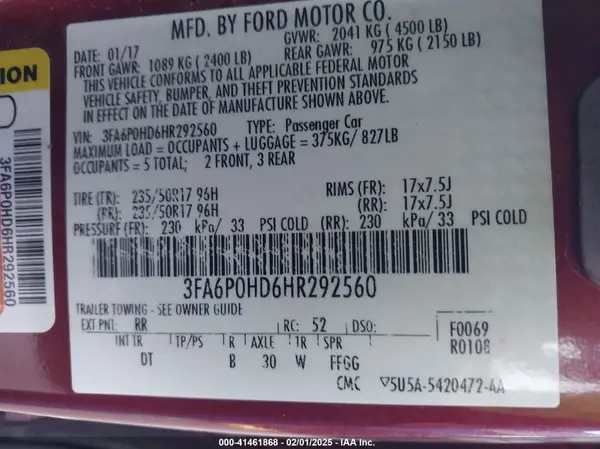 MFD. BY FORD MOTOR CO.
DATE: 01/17 GVWR: 2041 KG ( 4500 LB)
FRONT GAWR: 1089 KG ( 2400 LB) REAR GAWR: 975 KG ( 2150 LB)
THIS VEHICLE CONFORMS TO ALL APPLICABLE FEDERAL MOTOR
VEHICLE SAFETY, BUMPER, AND THEFT PREVENTION STANDARDS
IN EFFECT ON THE DATE OF MANUFACTURE SHOWN ABOVE.
VIN: 3FA6P0HD6HR292560 TYPE: Passenger Car
MAXIMUM LOAD = OCCUPANTS + LUGGAGE = 375KG/ 827LB
OCCUPANTS = 5 TOTAL; 2 FRONT, 3 REAR
TIRE (FR): 235/50R17 96H RIMS (FR): 17x7.5J
(RR): 235/50R17 96H (RR): 17x7.5J
PRESSURE(FR): 230 kPa/ 33 PSI COLD (RR): 230 kPa/ 33 PSI COLD
3FA6P0HD6HR292560
TRAILER TOWING - SEE OWNER GUIDE
EXT PNT: RR RC: 52 DSO: F0069
INT TR TP/PS R AXLE TR SPR R0108
DT B 30 W FFGG
CMC ▽5U5A-5420472-AA
3FA6P0HD6HR292560
00-41461868 - 02/01/2025 - IAA Inc.